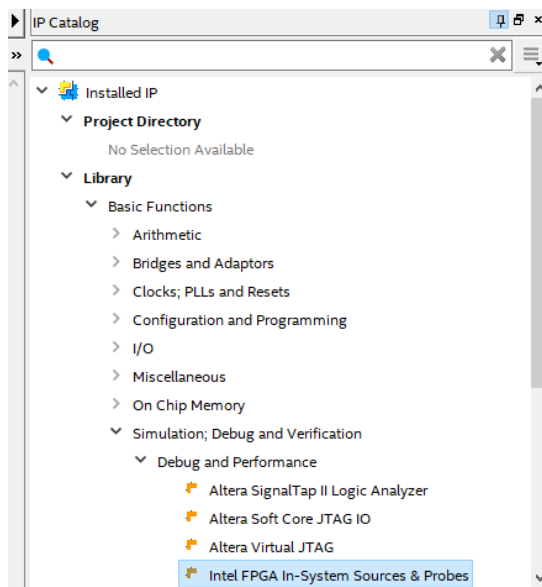 IP Catalog
Installed IP
Project Directory
No Selection Available
Library
Basic Functions
Arithmetic
Bridges and Adaptors
Clocks; PLLs and Resets
Configuration and Programming
I/O
Miscellaneous
On Chip Memory
Simulation; Debug and Verification
Debug and Performance
Altera SignalTap II Logic Analyzer
Altera Soft Core JTAG IO
Altera Virtual JTAG
Intel FPGA In-System Sources & Probes